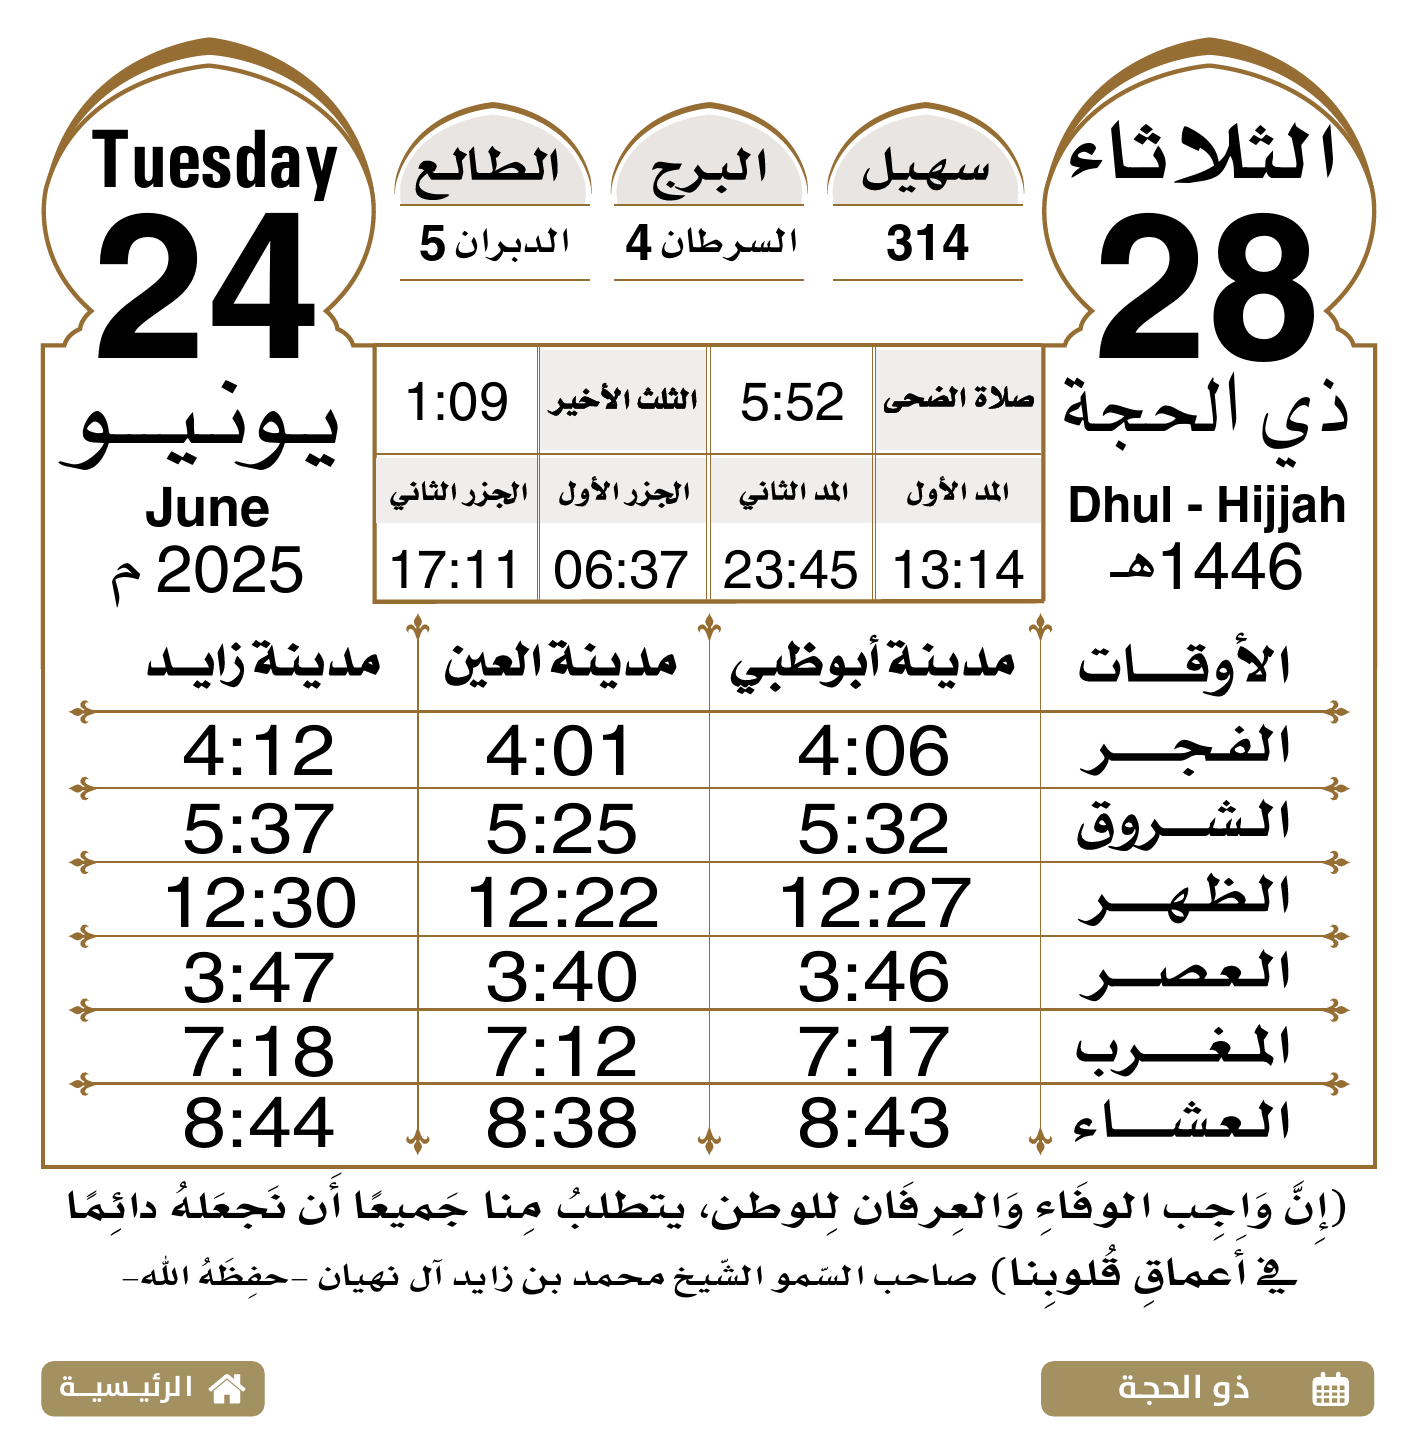 الثلاثاء
28
ذي الحجة
Dhul - Hijjah
1446هـ
سهيل
314
البرج
السرطان 4
الطالع
الدبران 5
Tuesday
24
يونيو
June
2025 م
صلاة الضحى 5:52 الثلث الأخير 1:09
المد الأول المد الثاني الجزر الأول الجزر الثاني
13:14 23:45 06:37 17:11
الأوقات مدينة أبوظبي مدينة العين مدينة زايد
الفجر 4:06 4:01 4:12
الشروق 5:32 5:25 5:37
الظهر 12:27 12:22 12:30
العصر 3:46 3:40 3:47
المغرب 7:17 7:12 7:18
العشاء 8:43 8:38 8:44
(إِنَّ وَاجِب الوفَاءِ وَالعِرفَان لِلوطن، يتطلبُ مِنا جَميعًا أَن نَجعَلهُ دائِمًا
في أعماقِ قُلوبِنا) صاحب السّمو الشّيخ محمد بن زايد آل نهيان -حفِظَهُ الله-
ذو الحجة
الرئيسية